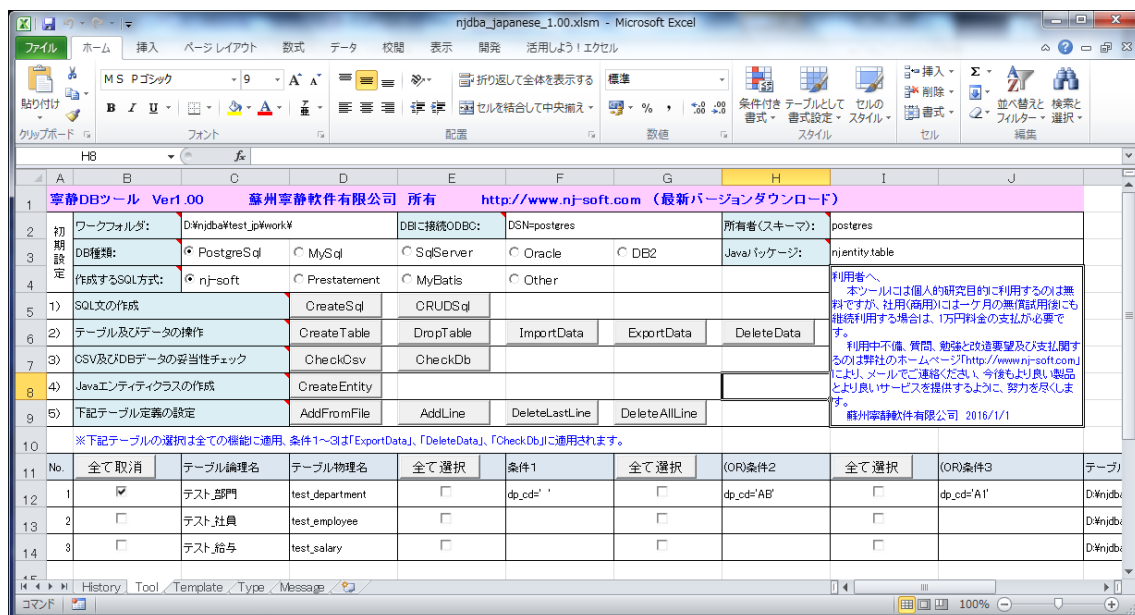 njdba_japanese_1.00.xlsm - Microsoft Excel
ファイル ホーム 挿入 ページ レイアウト 数式 データ 校閲 表示 開発 活用しよう！エクセル
貼り付け MS Pゴシック 9 折り返して全体を表示する 標準 条件付き書式 テーブルとして書式設定 セルのスタイル 挿入 削除 書式 並べ替えとフィルター 検索と選択
B I U A セルを結合して中央揃え % ,
クリップボード フォント 配置 数値 スタイル セル 編集
H8 fx
A B C D E F G H I J
1 寧静DBツール Ver1.00 蘇州寧静軟件有限公司 所有 http://www.nj-soft.com （最新バージョンダウンロード）
2 初期設定 ワークフォルダ: D:¥njdba¥test_jp¥work¥ DBに接続ODBC: DSN=postgres 所有者(スキーマ): postgres
3 DB種類: PostgreSql MySql SqlServer Oracle DB2 Javaパッケージ: njentity.table
4 作成するSQL方式: nj-soft Prestatement MyBatis Other
5 1) SQL文の作成 CreateSql CRUDSql
6 2) テーブル及びデータの操作 CreateTable DropTable ImportData ExportData DeleteData
7 3) CSV及びDBデータの妥当性チェック CheckCsv CheckDb
8 4) Javaエンティティクラスの作成 CreateEntity
9 5) 下記テーブル定義の設定 AddFromFile AddLine DeleteLastLine DeleteAllLine
利用者へ、
本ツールには個人的研究目的に利用するのは無
料ですが、社用(商用)には一ケ月の無償試用後にも
継続利用する場合は、1万円料金の支払が必要で
す。
利用中不備、質問、勉強と改造要望及び支払関す
るのは弊社のホームページ「http://www.nj-soft.com」
により、メールでご連絡ください、今後もより良い製品
とより良いサービスを提供するように、努力を尽くしま
す。
蘇州寧静軟件有限公司 2016/1/1
10 ※下記テーブルの選択は全ての機能に適用、条件1～3は「ExportData」、「DeleteData」、「CheckDb」に適用されます。
11 No. 全て取消 テーブル論理名 テーブル物理名 全て選択 条件1 全て選択 (OR)条件2 全て選択 (OR)条件3
12 1 テスト_部門 test_department dp_cd=' ' dp_cd='AB' dp_cd='A1' D:¥njdb
13 2 テスト_社員 test_employee D:¥njdb
14 3 テスト_給与 test_salary D:¥njdb
History Tool Template Type Message
コマンド 100%